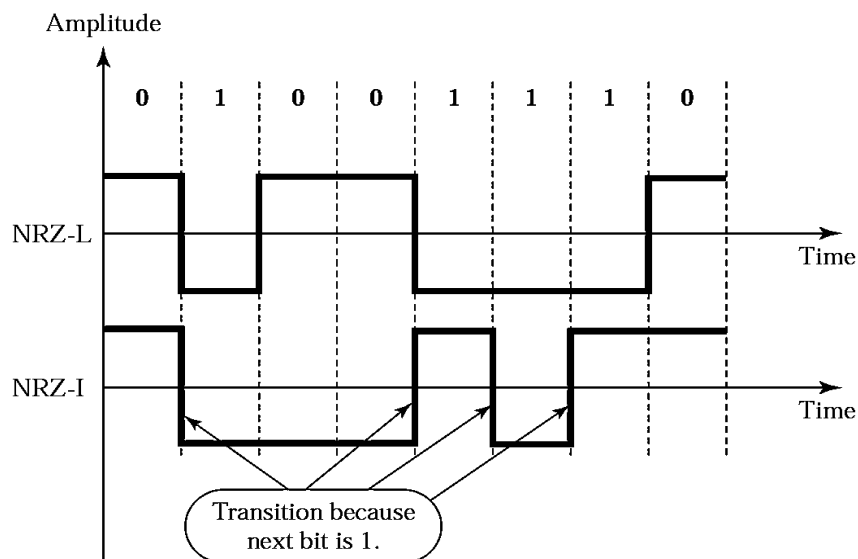 Amplitude
0 1 0 0 1 1 1 0
NRZ-L
Time
NRZ-I
Time
Transition because
next bit is 1.